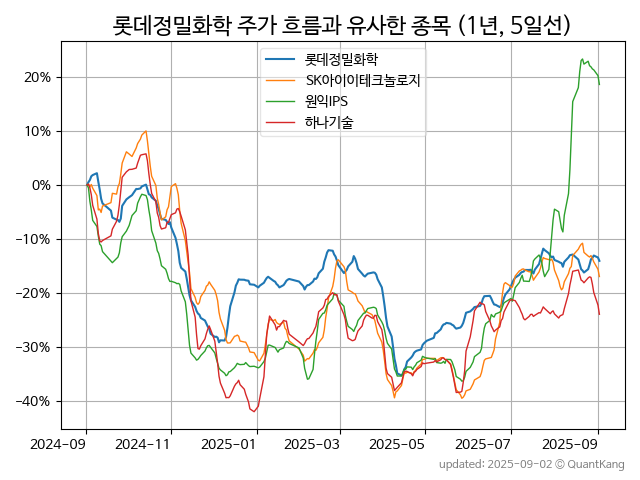 롯데정밀화학 주가 흐름과 유사한 종목 (1년, 5일선)
롯데정밀화학
SK아이이테크놀로지
원익IPS
하나기술
20%
10%
0%
−10%
−20%
−30%
−40%
2024-09 2024-11 2025-01 2025-03 2025-05 2025-07 2025-09
updated: 2025-09-02 © QuantKang